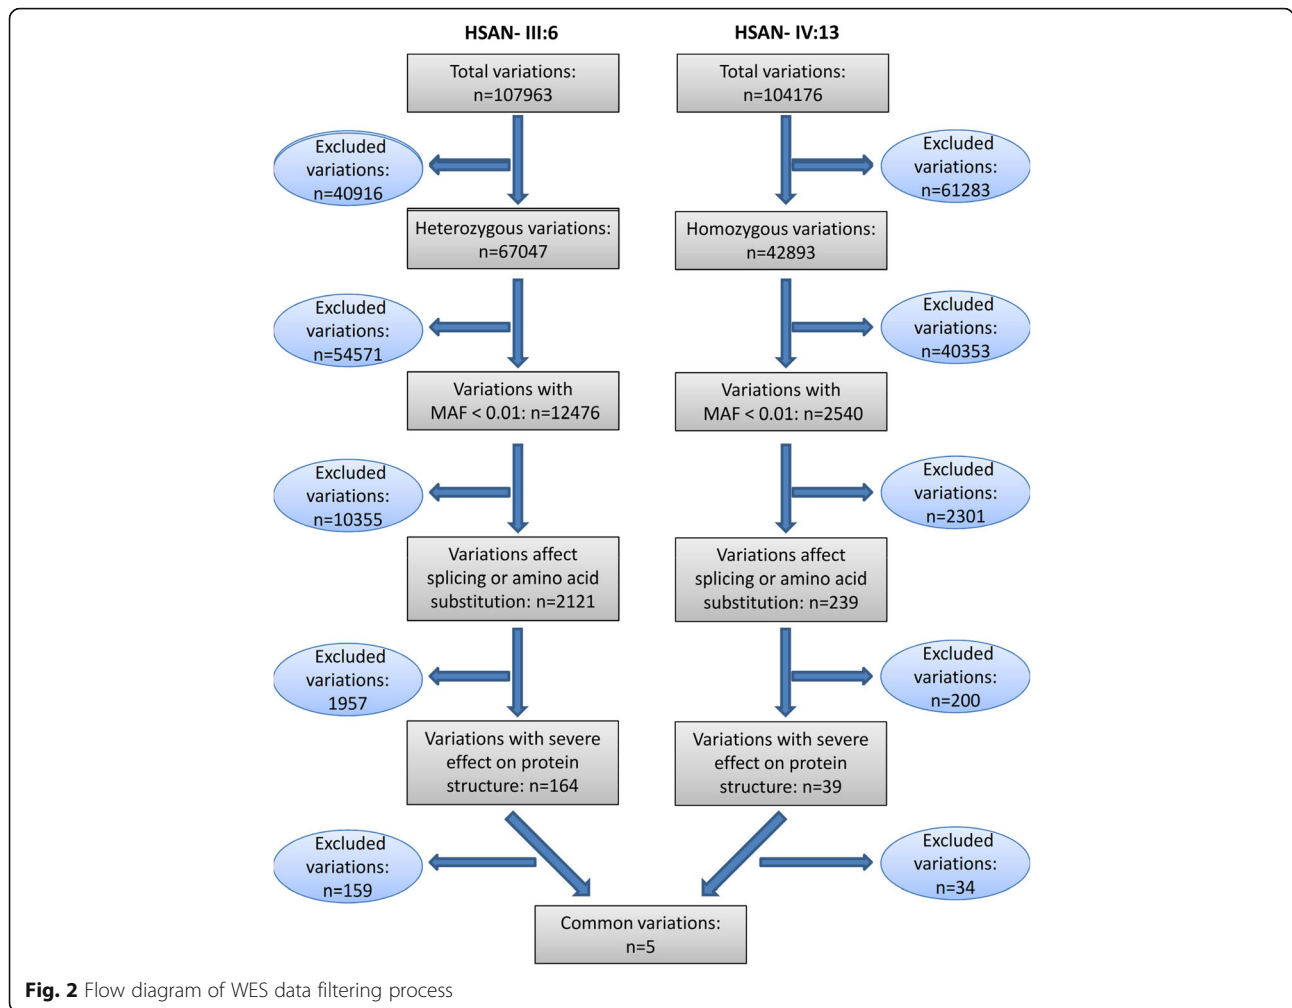 HSAN- III:6
HSAN- IV:13
Total variations:
n=107963
Total variations:
n=104176
Excluded
variations:
n=40916
Excluded
variations:
n=61283
Heterozygous variations:
n=67047
Homozygous variations:
n=42893
Excluded
variations:
n=54571
Excluded
variations:
n=40353
Variations with
MAF < 0.01: n=12476
Variations with
MAF < 0.01: n=2540
Excluded
variations:
n=10355
Excluded
variations:
n=2301
Variations affect
splicing or amino acid
substitution: n=2121
Variations affect
splicing or amino acid
substitution: n=239
Excluded
variations:
1957
Excluded
variations:
n=200
Variations with severe
effect on protein
structure: n=164
Variations with severe
effect on protein
structure: n=39
Excluded
variations:
n=159
Excluded
variations:
n=34
Common variations:
n=5
Fig. 2 Flow diagram of WES data filtering process